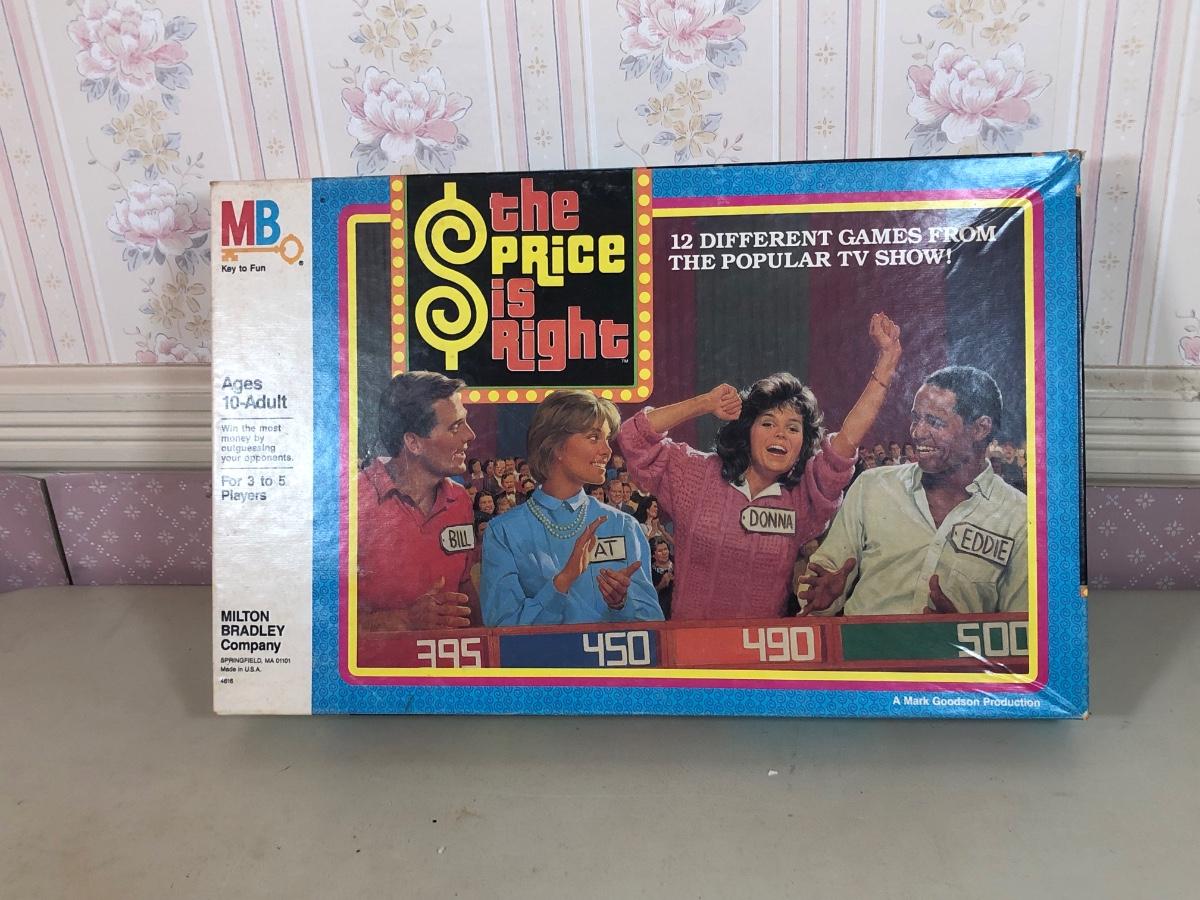 MB
®
Key to Fun
Ages
10-Adult
Win the most
money by
outguessing
your opponents.
For 3 to 5
Players
MILTON
BRADLEY
Company
SPRINGFIELD, MA 01101
Made in U.S.A.
4616
the
PRICE
is
Right™
12 DIFFERENT GAMES FROM
THE POPULAR TV SHOW!
BILL
AT
DONNA
EDDIE
395
450
490
500
A Mark Goodson Production